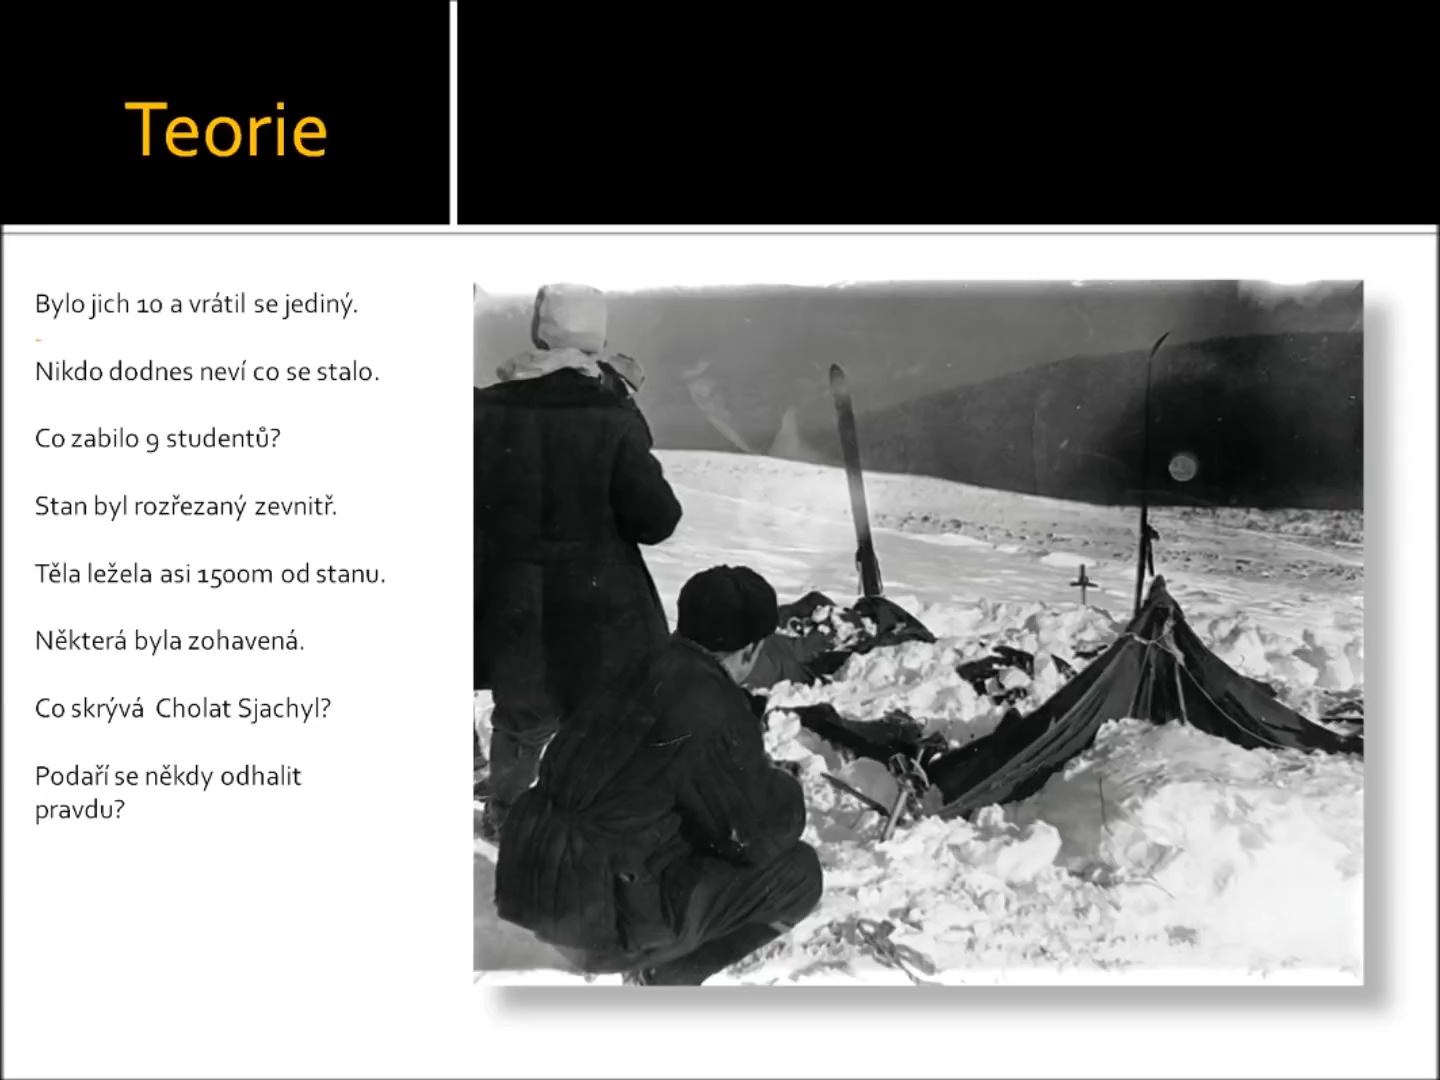 Teorie
Bylo jich 10 a vrátil se jediný.
Nikdo dodnes neví co se stalo.
Co zabilo 9 studentů?
Stan byl rozřezaný zevnitř.
Těla ležela asi 1500m od stanu.
Některá byla zohavená.
Co skrývá Cholat Sjachyl?
Podaří se někdy odhalit
pravdu?